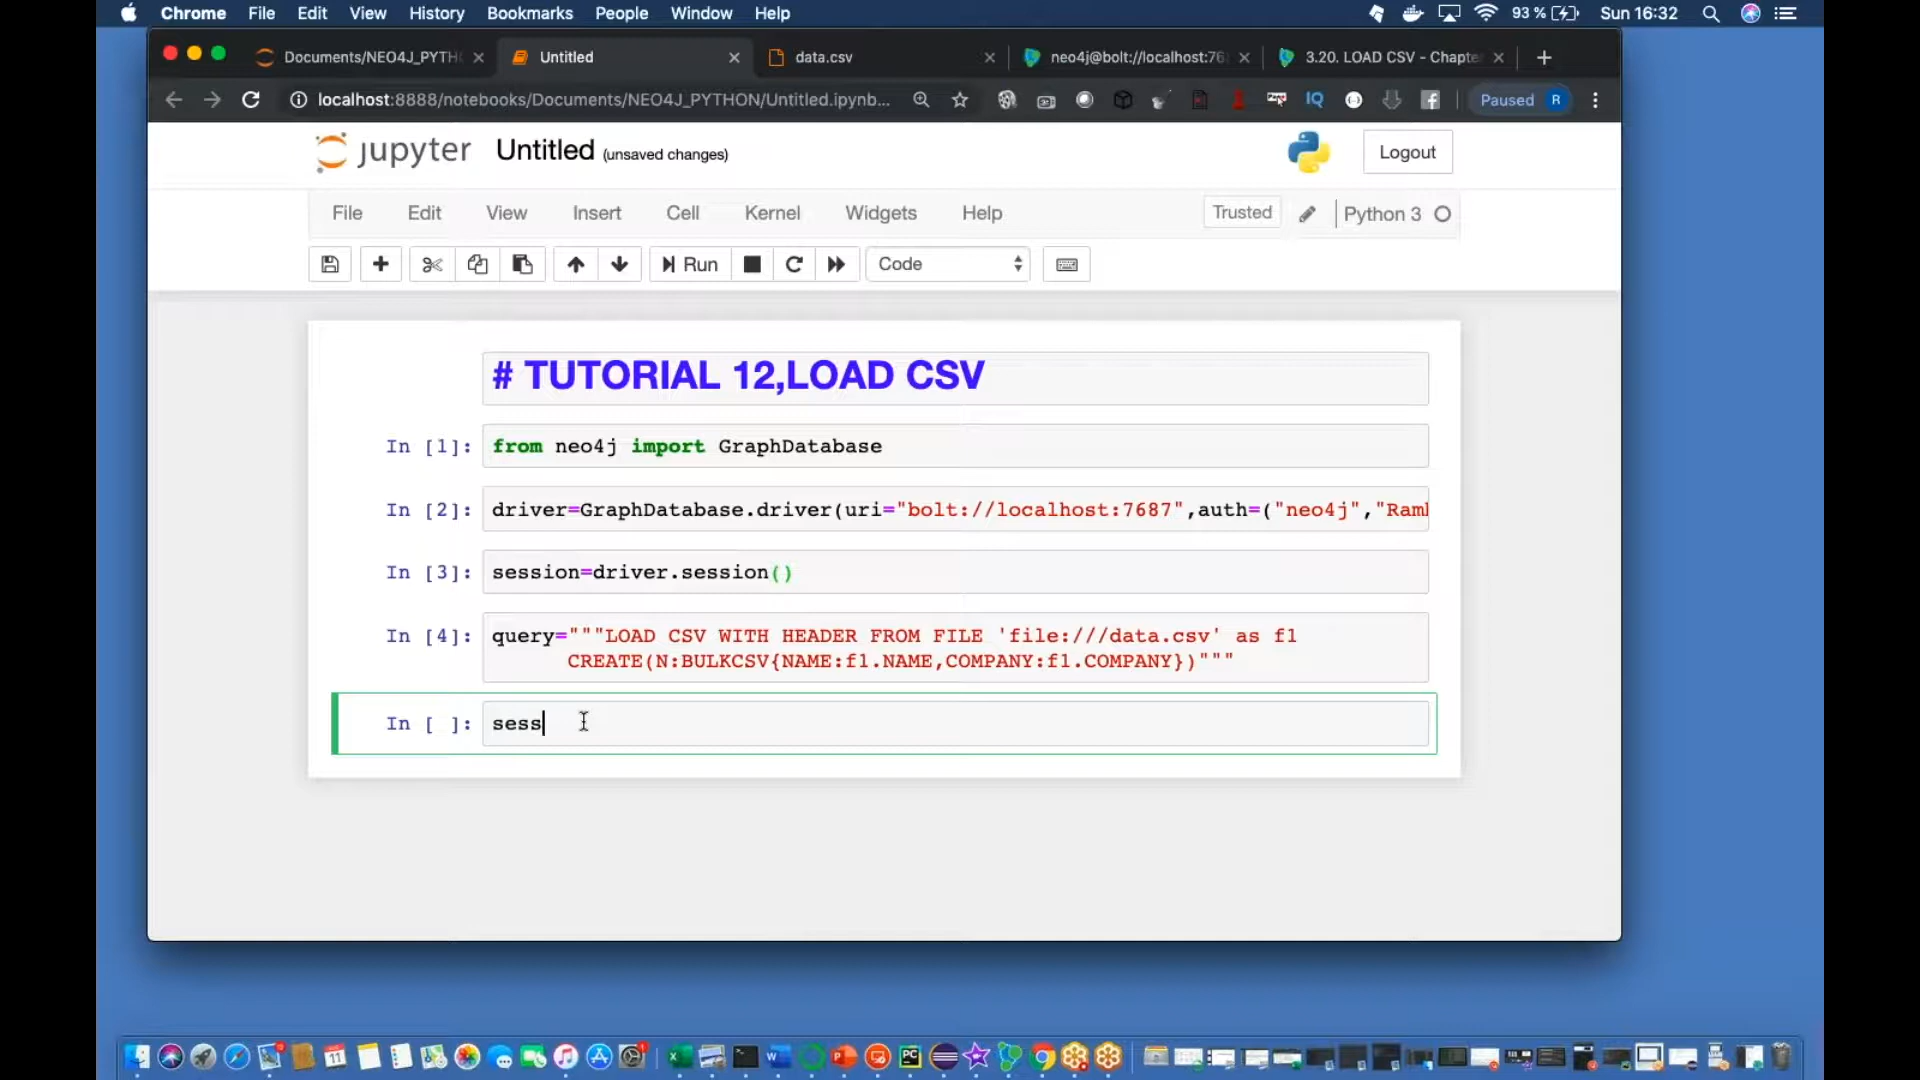 Chrome File Edit View History Bookmarks People Window Help 93 % Sun 16:32
Documents/NEO4J_PYTH Untitled data.csv neo4j@bolt://localhost:76 3.20. LOAD CSV - Chapte
localhost:8888/notebooks/Documents/NEO4J_PYTHON/Untitled.ipynb... IQ Paused R
jupyter Untitled (unsaved changes) Logout
File Edit View Insert Cell Kernel Widgets Help Trusted Python 3
Run Code
# TUTORIAL 12,LOAD CSV
In [1]: from neo4j import GraphDatabase
In [2]: driver=GraphDatabase.driver(uri="bolt://localhost:7687",auth=("neo4j","Raml
In [3]: session=driver.session()
In [4]: query="""LOAD CSV WITH HEADER FROM FILE 'file:///data.csv' as f1
CREATE(N:BULKCSV{NAME:f1.NAME,COMPANY:f1.COMPANY})"""
In [ ]: sess